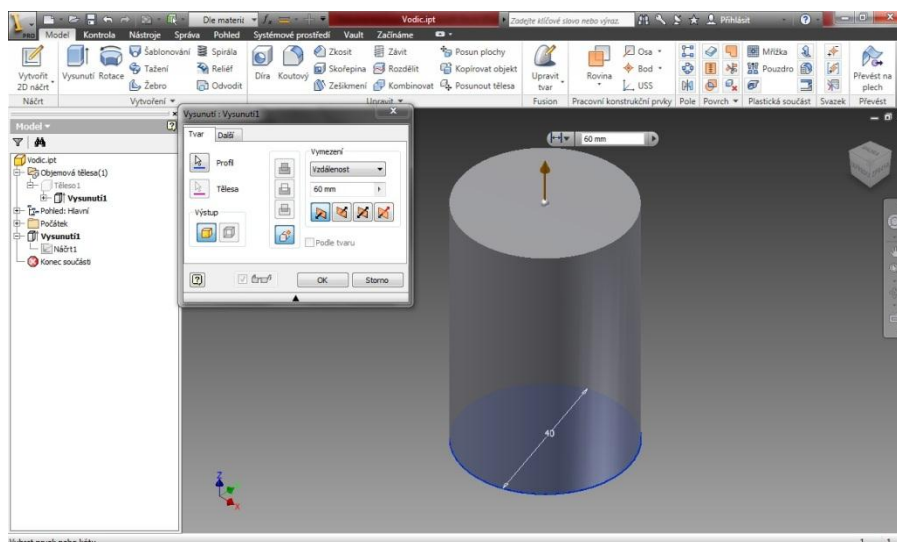 Dle materiá
Vodic.ipt
Zadejte klíčové slovo nebo výraz.
Přihlásit
PRO Model Kontrola Nástroje Správa Pohled Systémové prostředí Vault Začínáme
Vytvořit 2D náčrt
Vysunutí
Rotace
Šablonování
Tažení
Žebro
Spirála
Reliéf
Odvodit
Díra
Koutový
Zkosit
Skořepina
Zešikmení
Závit
Rozdělit
Kombinovat
Posun plochy
Kopírovat objekt
Posunout tělesa
Upravit tvar
Rovina
Osa
Bod
USS
Mřížka
Pouzdro
Převést na plech
Náčrt
Vytvoření
Upravit
Fusion
Pracovní konstrukční prvky
Pole
Povrch
Plastická součást
Svazek
Převést
Model
Vodic.ipt
Objemová tělesa(1)
Těleso1
Vysunutí1
Pohled: Hlavní
Počátek
Vysunutí1
Náčrt1
Konec součásti
Vysunutí : Vysunutí1
Tvar
Další
Profil
Tělesa
Výstup
Vymezení
Vzdálenost
60 mm
Podle tvaru
OK
Storno
60 mm
40
Z
X
1 1